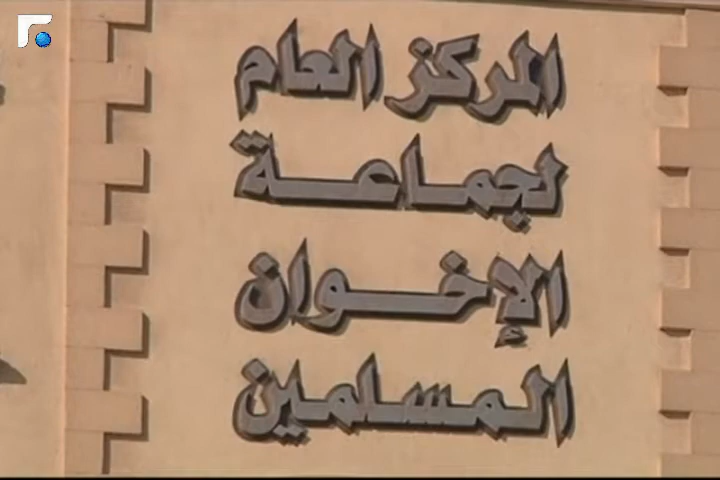 المركز العام
لجماعة
الإخوان
المسلمين